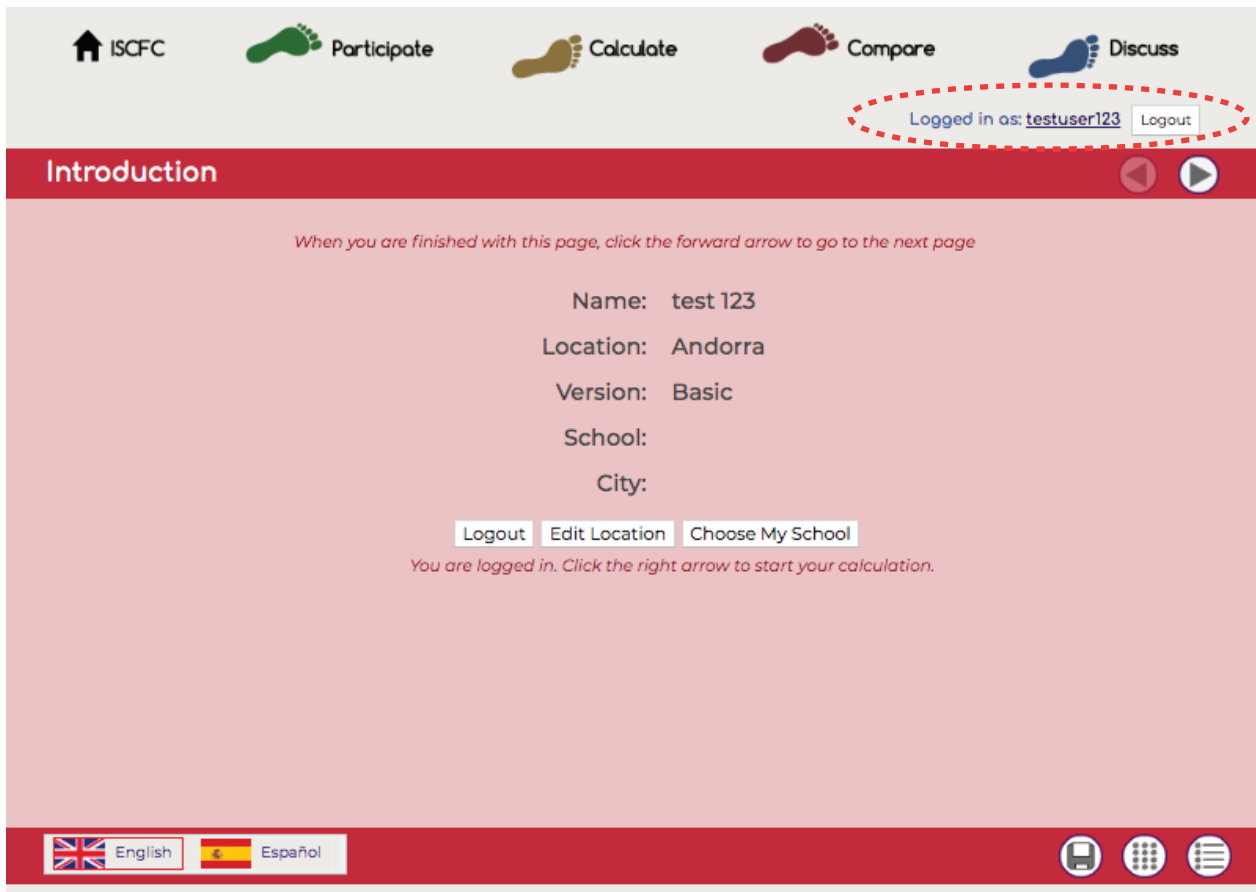 ISCFC Participate Calculate Compare Discuss
Logged in as: testuser123 Logout
Introduction
When you are finished with this page, click the forward arrow to go to the next page
Name: test 123
Location: Andorra
Version: Basic
School:
City:
Logout Edit Location Choose My School
You are logged in. Click the right arrow to start your calculation.
English Español